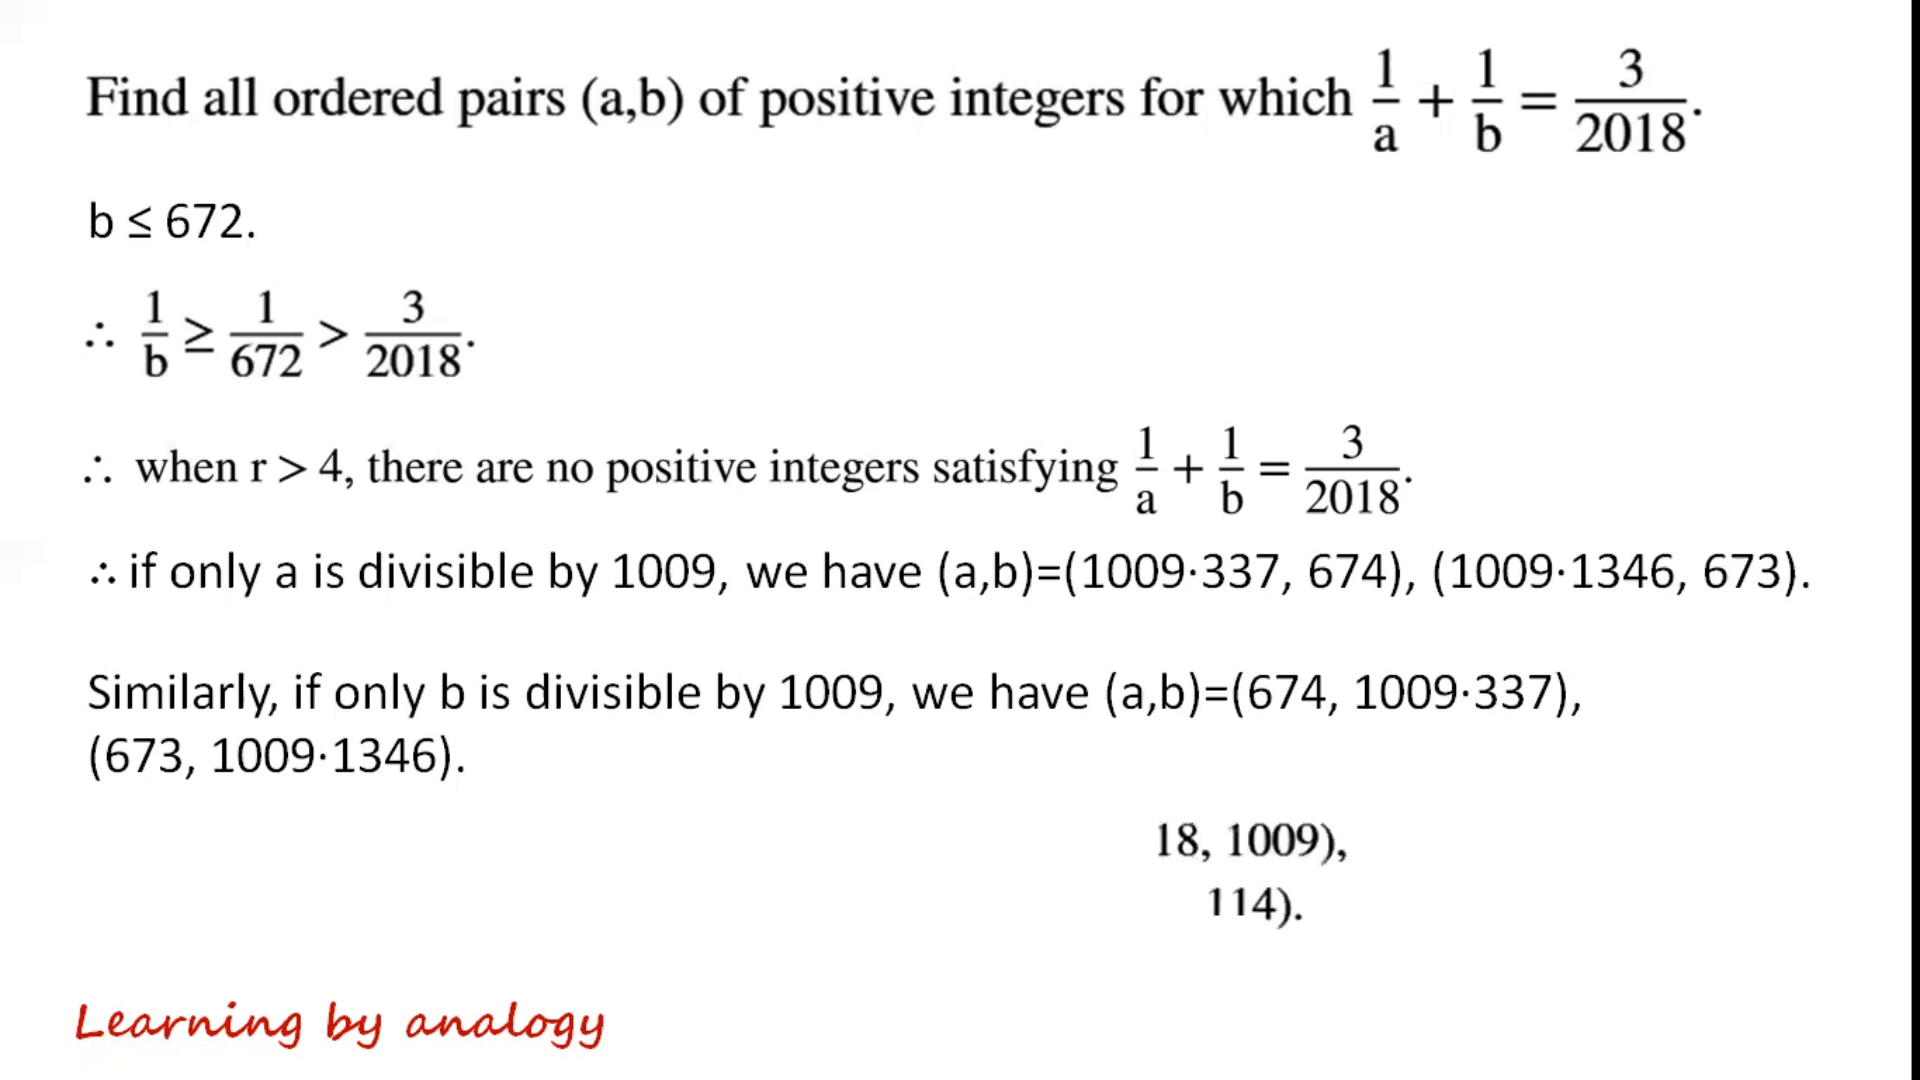 Find all ordered pairs (a,b) of positive integers for which 1/a + 1/b = 3/2018.
b ≤ 672.
∴ 1/b ≥ 1/672 > 3/2018.
∴ when r > 4, there are no positive integers satisfying 1/a + 1/b = 3/2018.
∴ if only a is divisible by 1009, we have (a,b)=(1009·337, 674), (1009·1346, 673).
Similarly, if only b is divisible by 1009, we have (a,b)=(674, 1009·337),
(673, 1009·1346).
18, 1009),
114).
Learning by analogy